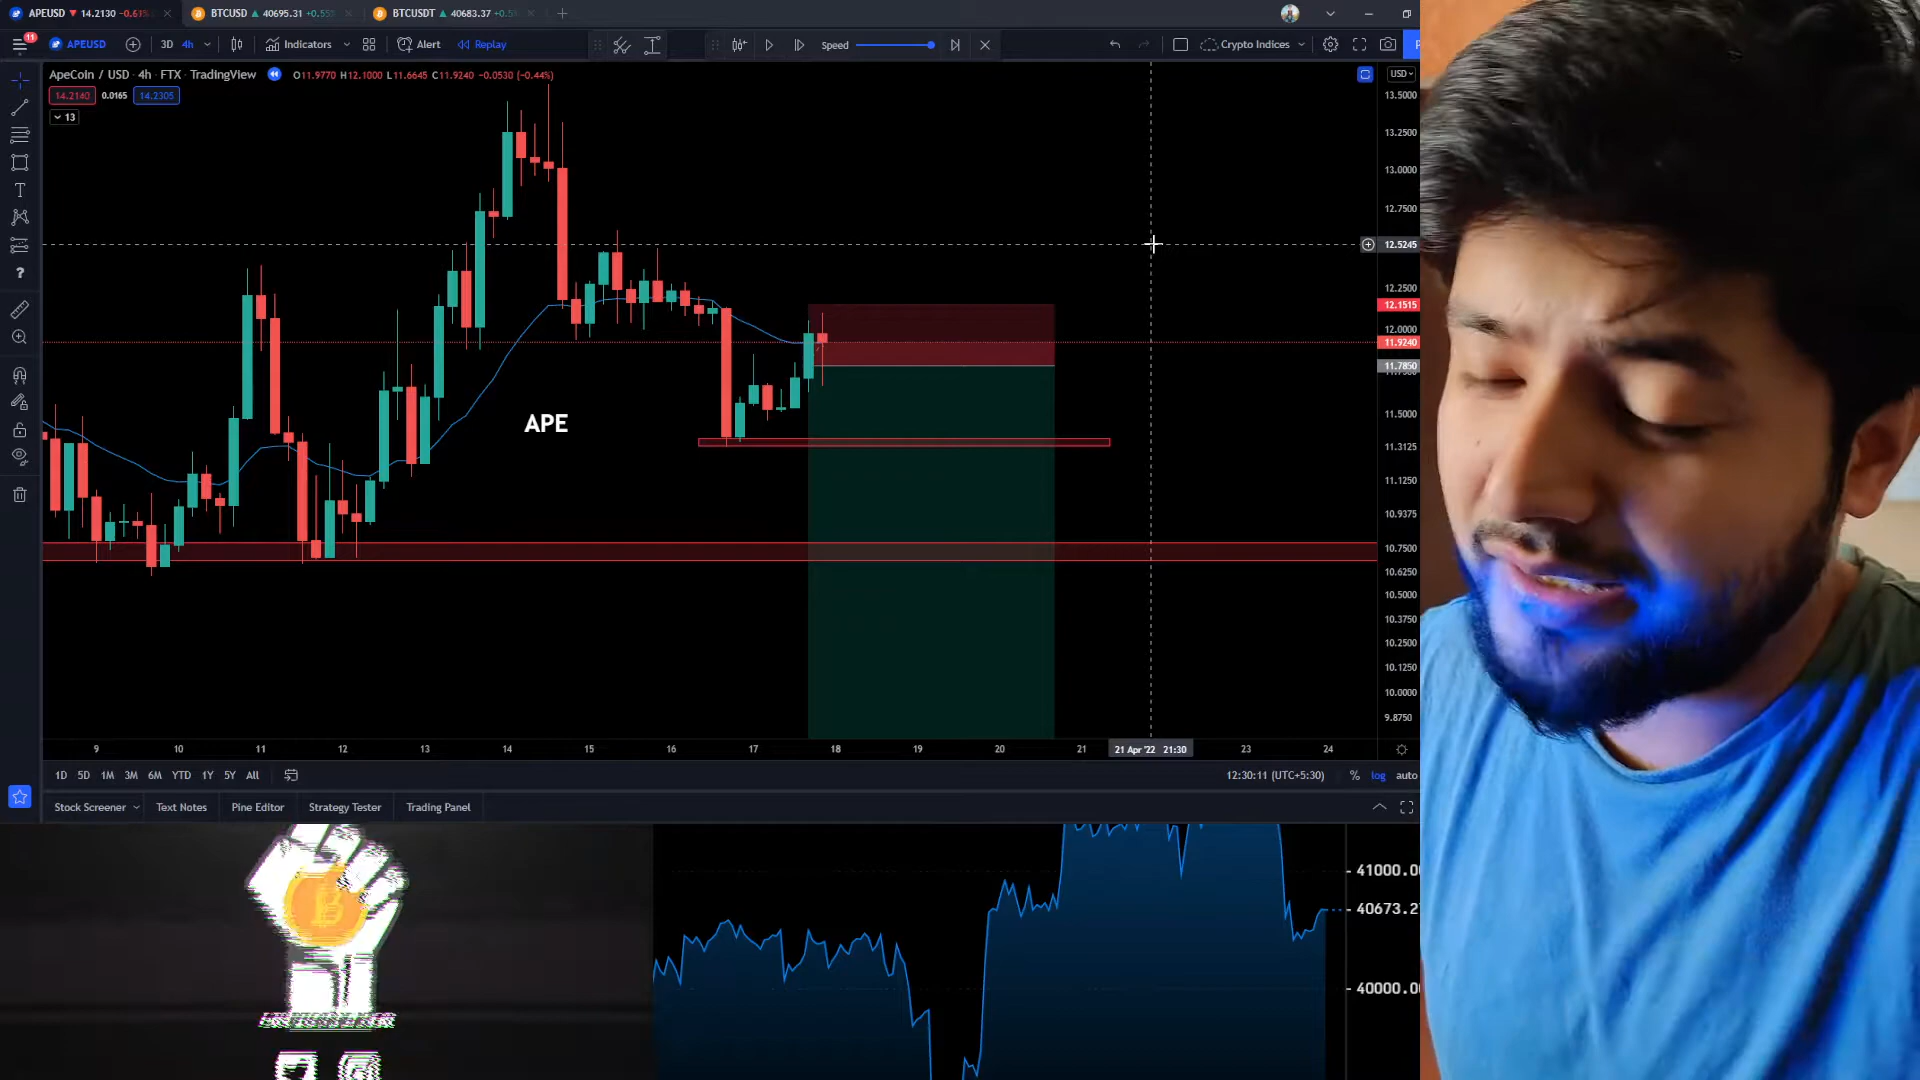 APEUSD ▼ 14.2130 -0.61%
BTCUSD ▲ 40695.31 +0.55%
BTCUSDT ▲ 40683.37 +0.5
11
APEUSD
3D 4h
Indicators
Alert
Replay
Speed
Crypto Indices
ApeCoin / USD · 4h · FTX · TradingView
O11.9770 H12.1000 L11.6645 C11.9240 -0.0530 (-0.44%)
USD
14.2140 0.0165 14.2305
13
13.5000
13.2500
13.0000
12.7500
12.5245
12.2500
12.1515
12.0000
11.9240
11.7850
11.5000
11.3125
11.1250
10.9375
10.7500
10.6250
10.5000
10.3750
10.2500
10.1250
10.0000
9.8750
APE
9 10 11 12 13 14 15 16 17 18 19 20 21 21 Apr '22 21:30 23 24
1D 5D 1M 3M 6M YTD 1Y 5Y All
12:30:11 (UTC+5:30) % log auto
Stock Screener Text Notes Pine Editor Strategy Tester Trading Panel
41000.0
40673.2
40000.0